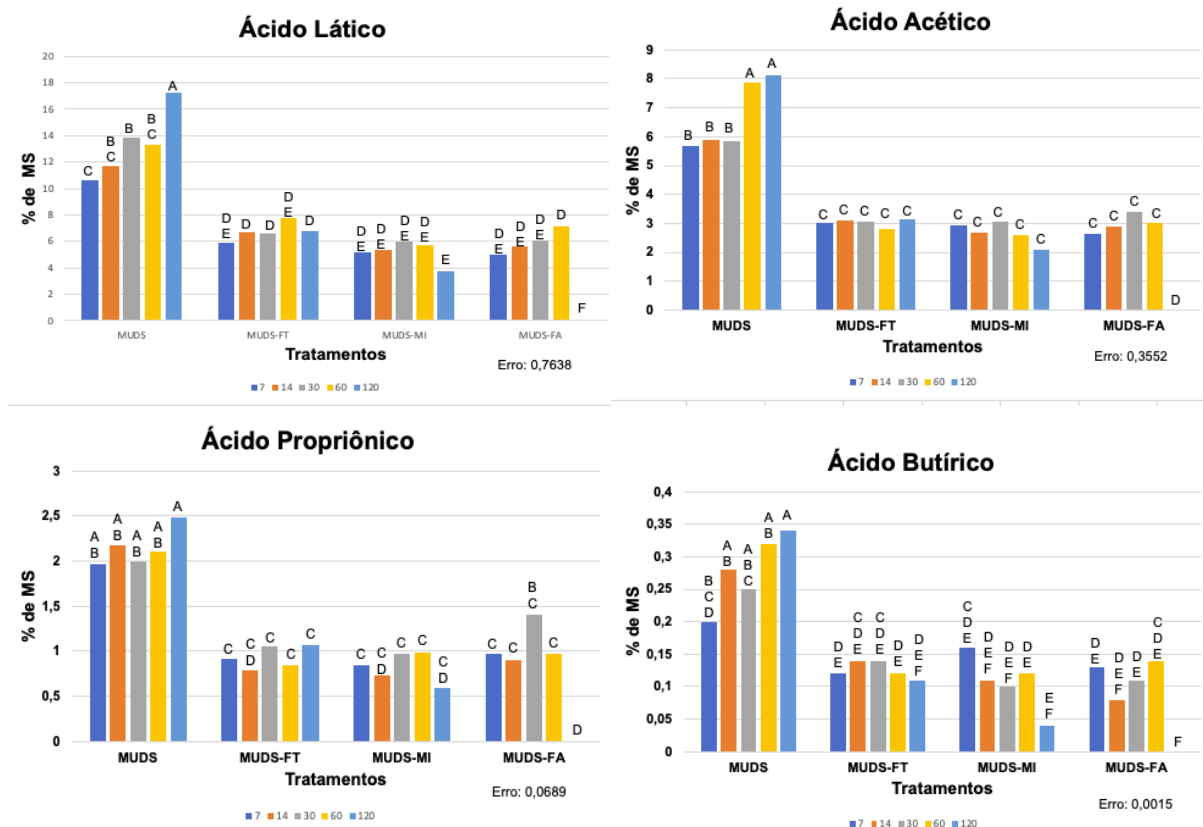 Ácido Lático
% de MS
20
18
16
14
12
10
8
6
4
2
0
C
B
C
B
B
C
A
D
E
D
D
D
E
D
D
E
D
E
D
E
D
E
E
D
E
D
E
D
E
D
F
MUDS MUDS-FT MUDS-MI MUDS-FA
Tratamentos
Erro: 0,7638
7 14 30 60 120
Ácido Acético
% de MS
9
8
7
6
5
4
3
2
1
0
B B B A A
C C C C C
C C C C C
C C C C D
MUDS MUDS-FT MUDS-MI MUDS-FA
Tratamentos
Erro: 0,3552
7 14 30 60 120
Ácido Propriônico
% de MS
3
2,5
2
1,5
1
0,5
0
A
B
A
B
A
B
A
B
A
C
C
D
C
C
C
C
C
D
C
C
C
D
C
C
B
C
C
D
MUDS MUDS-FT MUDS-MI MUDS-FA
Tratamentos
Erro: 0,0689
7 14 30 60 120
Ácido Butírico
% de MS
0,4
0,35
0,3
0,25
0,2
0,15
0,1
0,05
0
B
C
D
A
B
A
B
C
A
B
A
D
E
C
D
E
C
D
E
D
E
D
E
F
C
D
E
D
E
F
D
E
F
D
E
E
F
D
E
D
E
F
D
E
C
D
E
F
MUDS MUDS-FT MUDS-MI MUDS-FA
Tratamentos
Erro: 0,0015
7 14 30 60 120